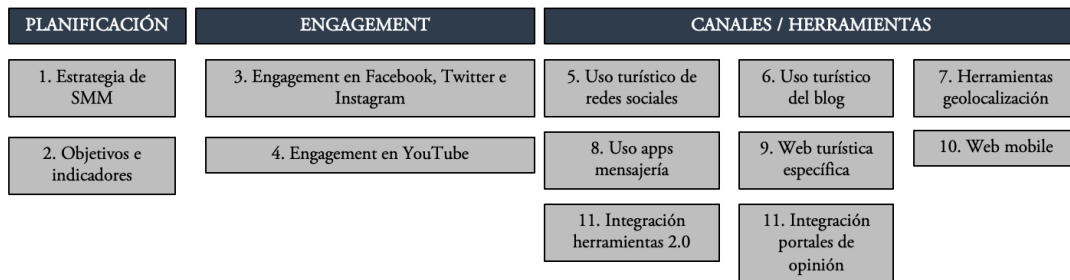 PLANIFICACIÓN
ENGAGEMENT
CANALES / HERRAMIENTAS
1. Estrategia de
SMM
3. Engagement en Facebook, Twitter e
Instagram
5. Uso turístico de
redes sociales
6. Uso turístico
del blog
7. Herramientas
geolocalización
2. Objetivos e
indicadores
4. Engagement en YouTube
8. Uso apps
mensajería
9. Web turística
específica
10. Web mobile
11. Integración
herramientas 2.0
11. Integración
portales de
opinión